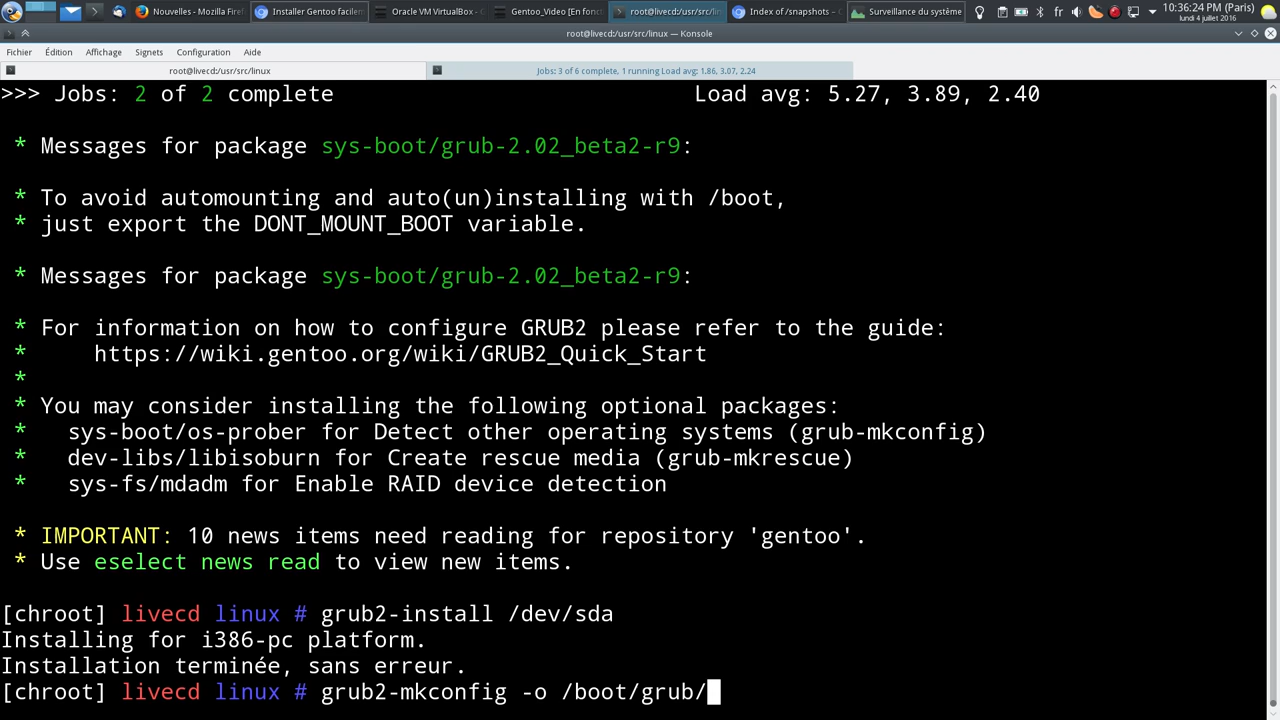 Nouvelles - Mozilla Firef
Installer Gentoo facilem
Oracle VM VirtualBox -
Gentoo_Video [En fonct
root@livecd:/usr/src/lin
Index of /snapshots –
Surveillance du système
fr
10:36:24 PM (Paris)
lundi 4 juillet 2016
root@livecd:/usr/src/linux — Konsole
Fichier Édition Affichage Signets Configuration Aide
root@livecd:/usr/src/linux
Jobs: 3 of 6 complete, 1 running Load avg: 1.86, 3.07, 2.24
>>> Jobs: 2 of 2 complete Load avg: 5.27, 3.89, 2.40
* Messages for package sys-boot/grub-2.02_beta2-r9:
* To avoid automounting and auto(un)installing with /boot,
* just export the DONT_MOUNT_BOOT variable.
* Messages for package sys-boot/grub-2.02_beta2-r9:
* For information on how to configure GRUB2 please refer to the guide:
* https://wiki.gentoo.org/wiki/GRUB2_Quick_Start
*
* You may consider installing the following optional packages:
* sys-boot/os-prober for Detect other operating systems (grub-mkconfig)
* dev-libs/libisoburn for Create rescue media (grub-mkrescue)
* sys-fs/mdadm for Enable RAID device detection
* IMPORTANT: 10 news items need reading for repository 'gentoo'.
* Use eselect news read to view new items.
[chroot] livecd linux # grub2-install /dev/sda
Installing for i386-pc platform.
Installation terminée, sans erreur.
[chroot] livecd linux # grub2-mkconfig -o /boot/grub/